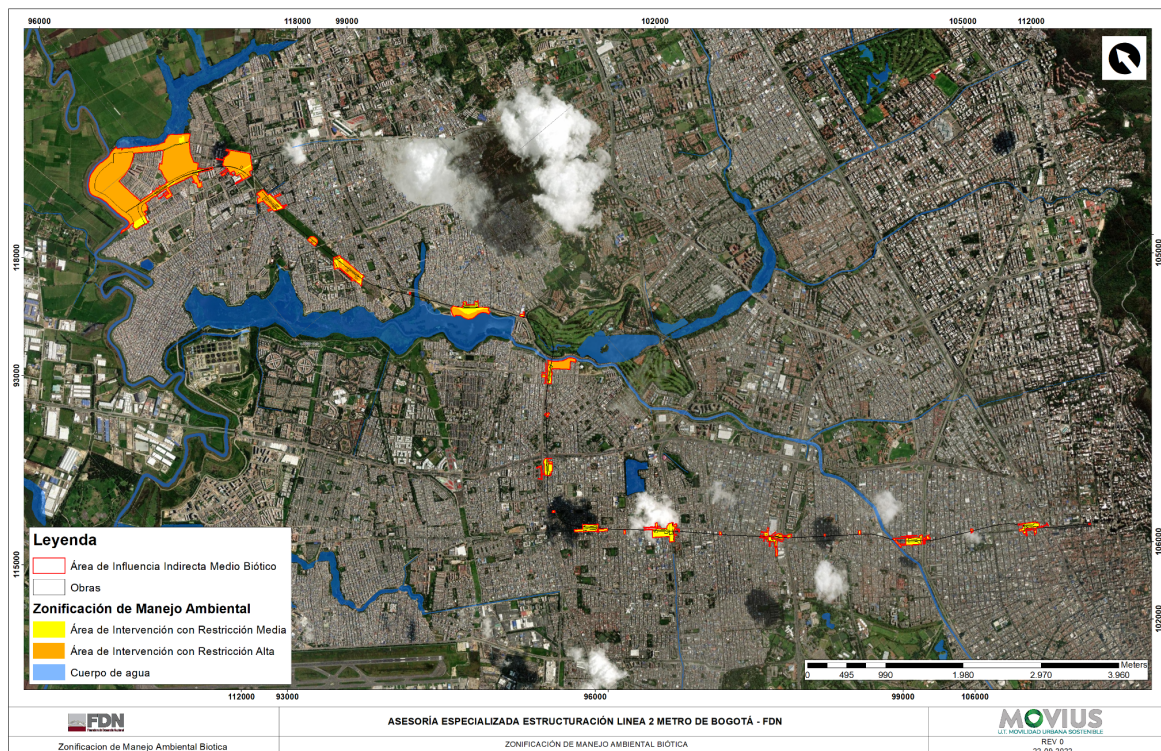 96000 118000 99000 102000 105000 112000
118000
105000
93000
115000
106000
102000
Leyenda
Área de Influencia Indirecta Medio Biótico
Obras
Zonificación de Manejo Ambiental
Área de Intervención con Restricción Media
Área de Intervención con Restricción Alta
Cuerpo de agua
Meters
0 495 990 1.980 2.970 3.960
112000 93000 96000 99000 106000
FDN
ASESORÍA ESPECIALIZADA ESTRUCTURACIÓN LINEA 2 METRO DE BOGOTÁ - FDN
MOVIUS
U.T. MOVILIDAD URBANA SOSTENIBLE
Zonificacion de Manejo Ambiental Biotica
ZONIFICACIÓN DE MANEJO AMBIENTAL BIÓTICA
REV 0